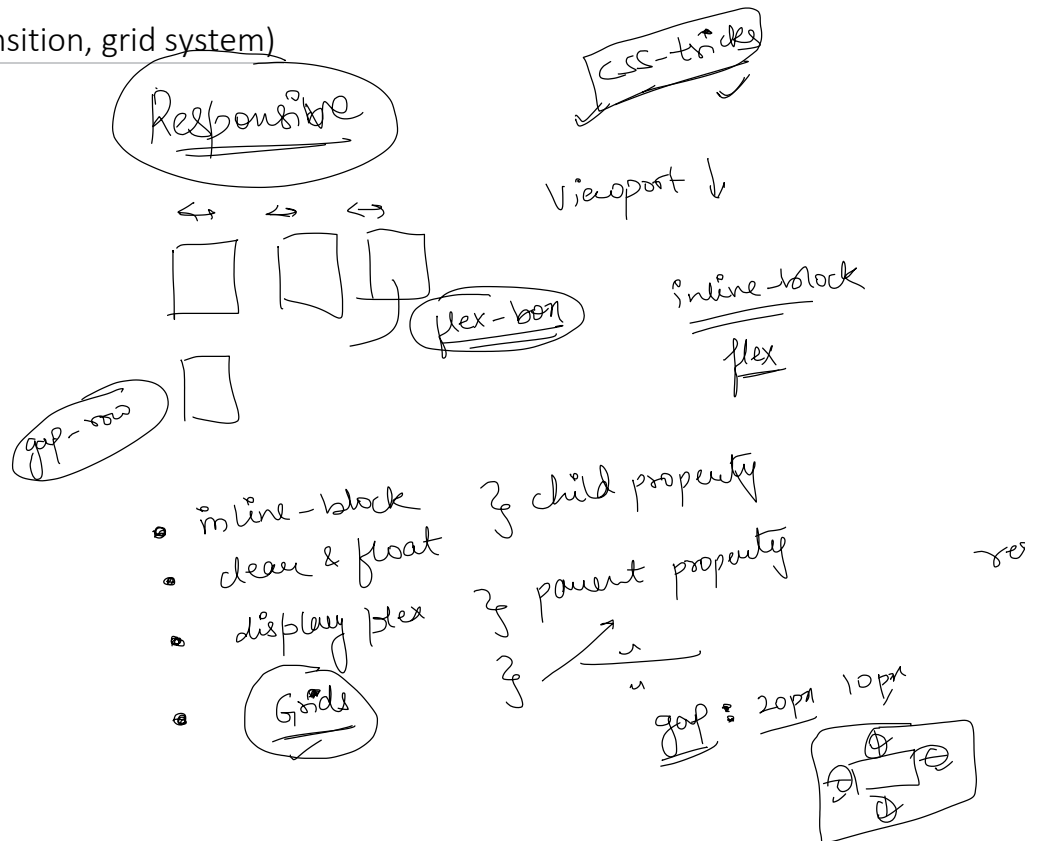 nsition, grid system)
css-tricks
Responsive
Viewport ↓
inline-block
flex-box
flex
gap-row
• inline-block } child property
• clear & float
• display flex } parent property
yes
• Grids }
gap: 20px 10px